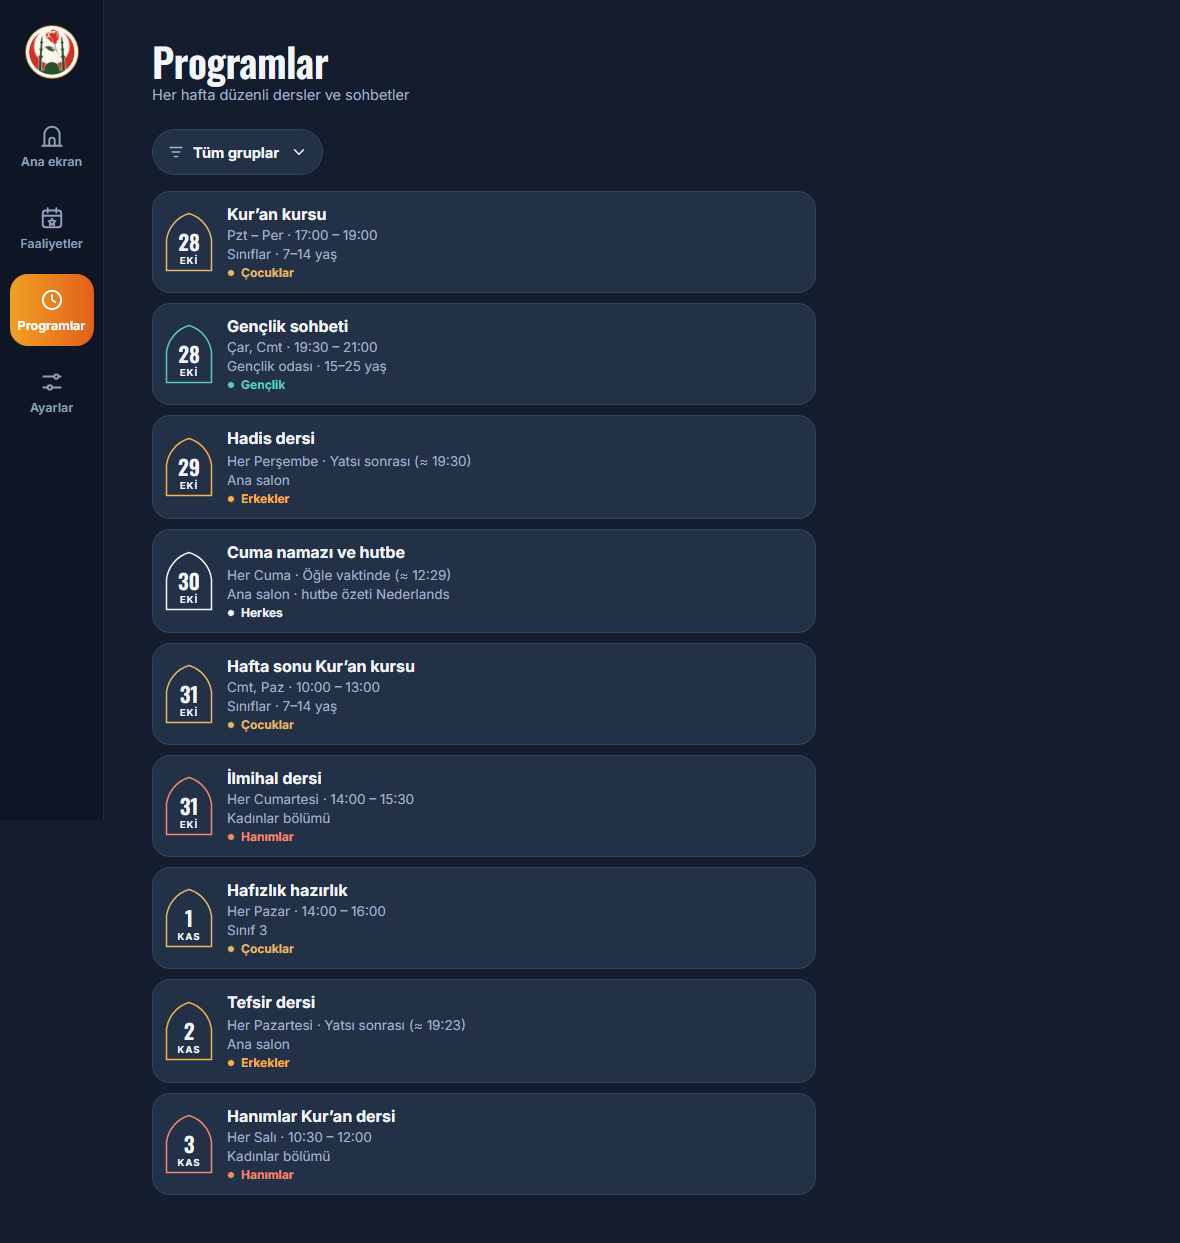 Programlar
Her hafta düzenli dersler ve sohbetler
Ana ekran
Faaliyetler
Programlar
Ayarlar
Tüm gruplar
28
EKİ
Kur’an kursu
Pzt – Per · 17:00 – 19:00
Sınıflar · 7–14 yaş
• Çocuklar
28
EKİ
Gençlik sohbeti
Çar, Cmt · 19:30 – 21:00
Gençlik odası · 15–25 yaş
• Gençlik
29
EKİ
Hadis dersi
Her Perşembe · Yatsı sonrası (≈ 19:30)
Ana salon
• Erkekler
30
EKİ
Cuma namazı ve hutbe
Her Cuma · Öğle vaktinde (≈ 12:29)
Ana salon · hutbe özeti Nederlands
• Herkes
31
EKİ
Hafta sonu Kur’an kursu
Cmt, Paz · 10:00 – 13:00
Sınıflar · 7–14 yaş
• Çocuklar
31
EKİ
İlmihal dersi
Her Cumartesi · 14:00 – 15:30
Kadınlar bölümü
• Hanımlar
1
KAS
Hafızlık hazırlık
Her Pazar · 14:00 – 16:00
Sınıf 3
• Çocuklar
2
KAS
Tefsir dersi
Her Pazartesi · Yatsı sonrası (≈ 19:23)
Ana salon
• Erkekler
3
KAS
Hanımlar Kur’an dersi
Her Salı · 10:30 – 12:00
Kadınlar bölümü
• Hanımlar